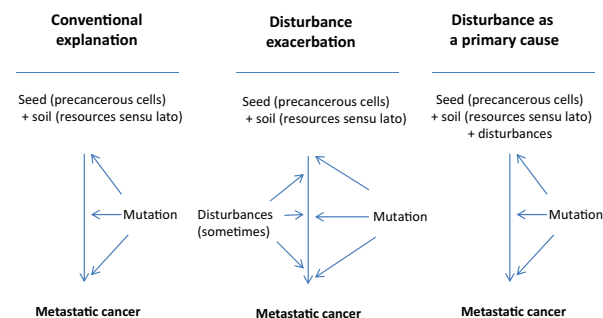 Conventional
explanation
Seed (precancerous cells)
+ soil (resources sensu lato)
Mutation
Metastatic cancer
Disturbance
exacerbation
Seed (precancerous cells)
+ soil (resources sensu lato)
Disturbances
(sometimes)
Mutation
Metastatic cancer
Disturbance as
a primary cause
Seed (precancerous cells)
+ soil (resources sensu lato)
+ disturbances
Mutation
Metastatic cancer